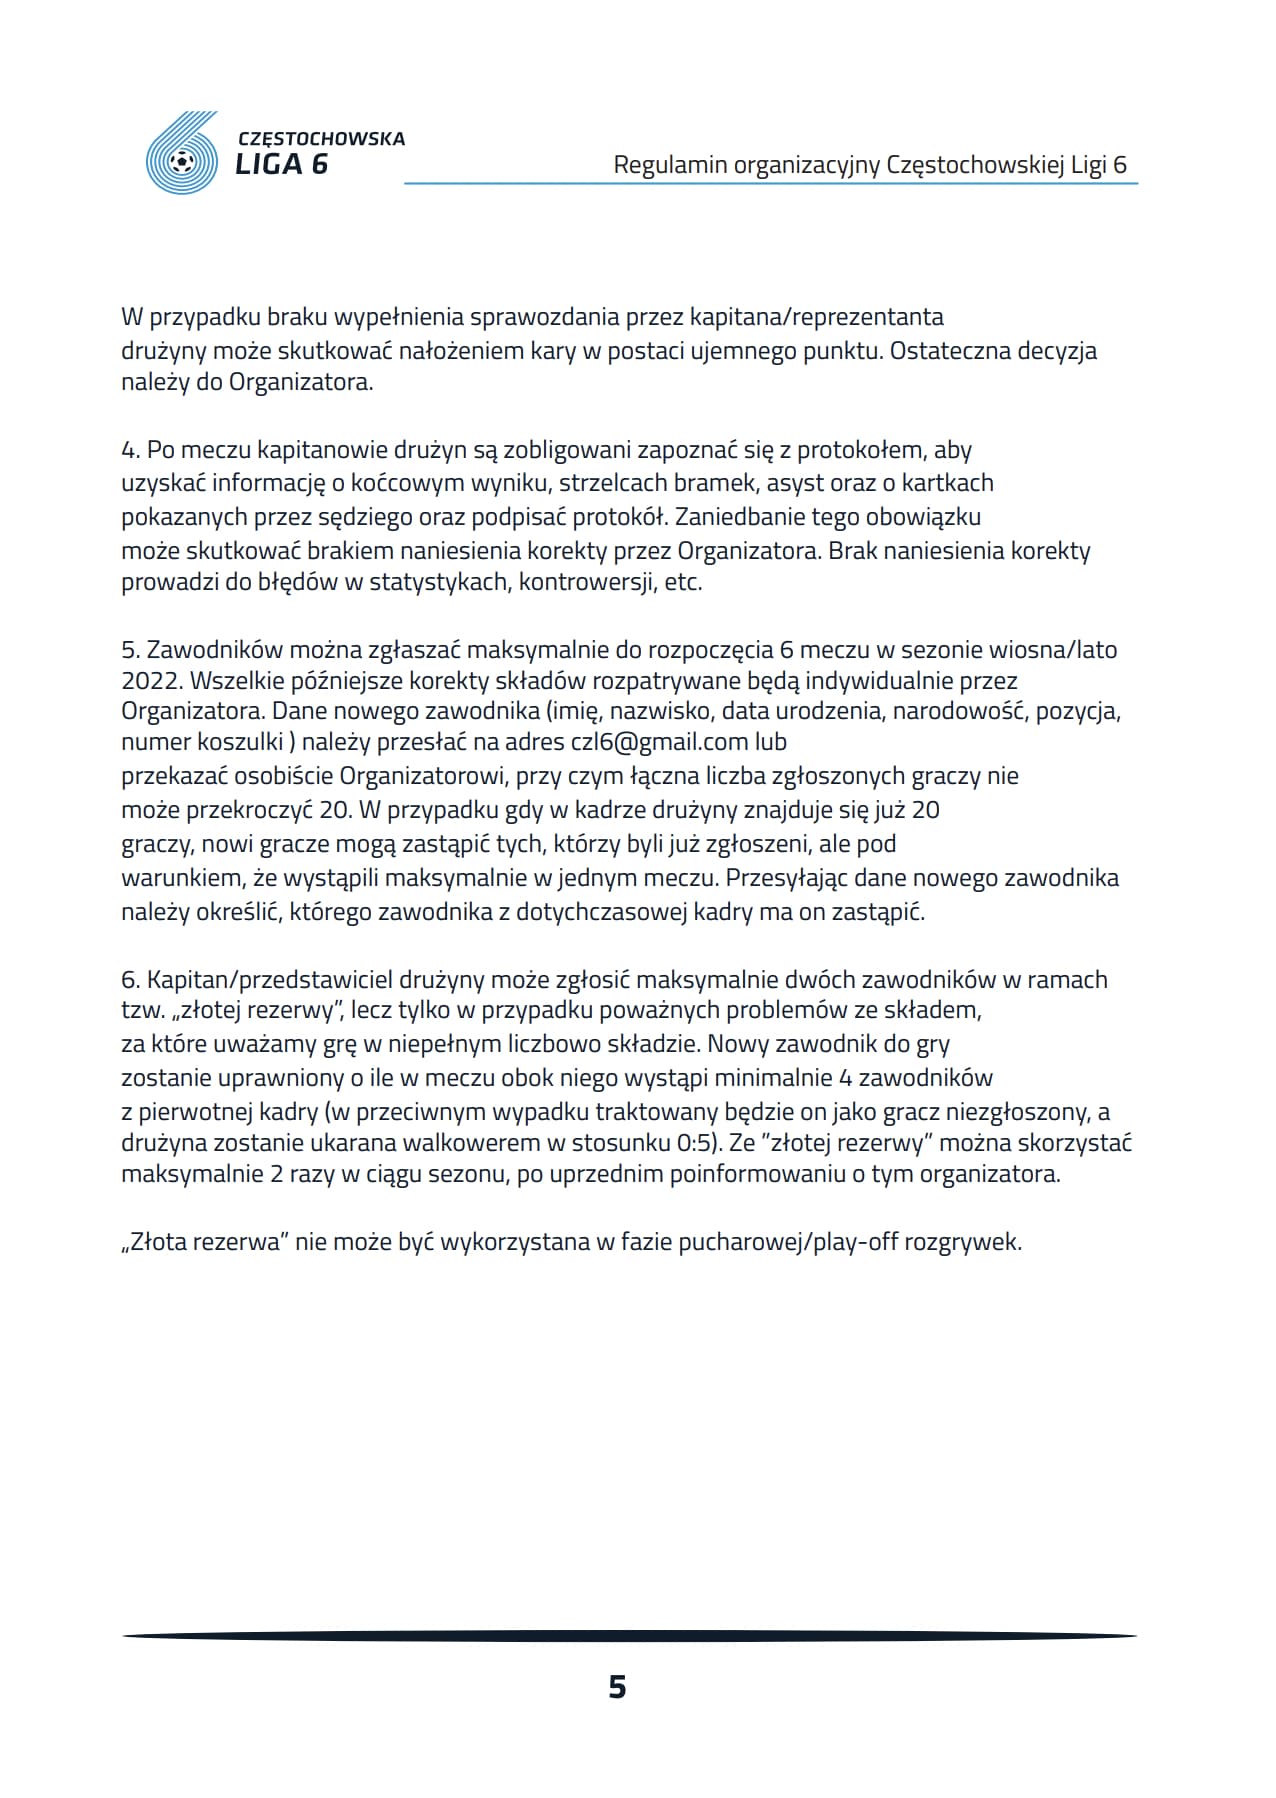 CZĘSTOCHOWSKA
LIGA 6
Regulamin organizacyjny Częstochowskiej Ligi 6
W przypadku braku wypełnienia sprawozdania przez kapitana/reprezentanta
drużyny może skutkować nałożeniem kary w postaci ujemnego punktu. Ostateczna decyzja
należy do Organizatora.
4. Po meczu kapitanowie drużyn są zobligowani zapoznać się z protokołem, aby
uzyskać informację o koćcowym wyniku, strzelcach bramek, asyst oraz o kartkach
pokazanych przez sędziego oraz podpisać protokół. Zaniedbanie tego obowiązku
może skutkować brakiem naniesienia korekty przez Organizatora. Brak naniesienia korekty
prowadzi do błędów w statystykach, kontrowersji, etc.
5. Zawodników można zgłaszać maksymalnie do rozpoczęcia 6 meczu w sezonie wiosna/lato
2022. Wszelkie późniejsze korekty składów rozpatrywane będą indywidualnie przez
Organizatora. Dane nowego zawodnika (imię, nazwisko, data urodzenia, narodowość, pozycja,
numer koszulki ) należy przesłać na adres czl6@gmail.com lub
przekazać osobiście Organizatorowi, przy czym łączna liczba zgłoszonych graczy nie
może przekroczyć 20. W przypadku gdy w kadrze drużyny znajduje się już 20
graczy, nowi gracze mogą zastąpić tych, którzy byli już zgłoszeni, ale pod
warunkiem, że wystąpili maksymalnie w jednym meczu. Przesyłając dane nowego zawodnika
należy określić, którego zawodnika z dotychczasowej kadry ma on zastąpić.
6. Kapitan/przedstawiciel drużyny może zgłosić maksymalnie dwóch zawodników w ramach
tzw. „złotej rezerwy”, lecz tylko w przypadku poważnych problemów ze składem,
za które uważamy grę w niepełnym liczbowo składzie. Nowy zawodnik do gry
zostanie uprawniony o ile w meczu obok niego wystąpi minimalnie 4 zawodników
z pierwotnej kadry (w przeciwnym wypadku traktowany będzie on jako gracz niezgłoszony, a
drużyna zostanie ukarana walkowerem w stosunku 0:5). Ze ”złotej rezerwy” można skorzystać
maksymalnie 2 razy w ciągu sezonu, po uprzednim poinformowaniu o tym organizatora.
„Złota rezerwa” nie może być wykorzystana w fazie pucharowej/play-off rozgrywek.
5